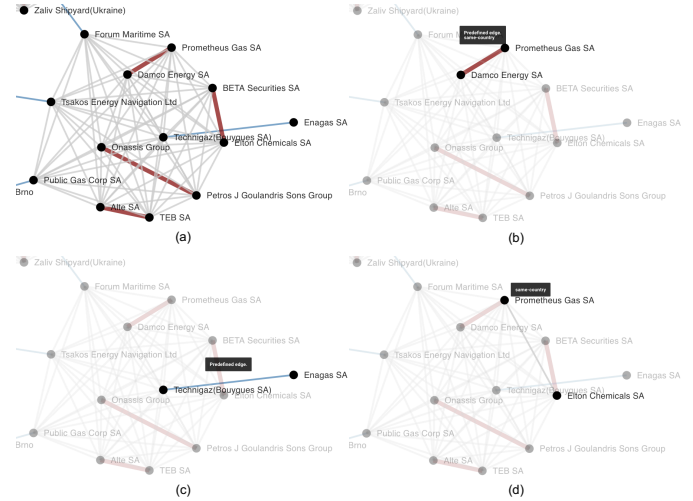 Zaliv Shipyard(Ukraine)
Forum Maritime SA
Prometheus Gas SA
Damco Energy SA
BETA Securities SA
Tsakos Energy Navigation Ltd
Enagas SA
Technigaz(Bouygues SA)
Elton Chemicals SA
Onassis Group
Public Gas Corp SA
Brno
Petros J Goulandris Sons Group
Alte SA
TEB SA
(a)
Zaliv Shipyard(Ukraine)
Forum M
Predefined edge.
same-country
Prometheus Gas SA
Damco Energy SA
BETA Securities SA
Tsakos Energy Navigation Ltd
Enagas SA
Technigaz(Bouygues SA)
Elton Chemicals SA
Onassis Group
Public Gas Corp SA
Brno
Petros J Goulandris Sons Group
Alte SA
TEB SA
(b)
Zaliv Shipyard(Ukraine)
Forum Maritime SA
Prometheus Gas SA
Damco Energy SA
BETA Securities SA
Tsakos Energy Navigation Ltd
Predefined edge.
Enagas SA
Technigaz(Bouygues SA)
Elton Chemicals SA
Onassis Group
Public Gas Corp SA
Brno
Petros J Goulandris Sons Group
Alte SA
TEB SA
(c)
Zaliv Shipyard(Ukraine)
Forum Maritime SA
same-country
Prometheus Gas SA
Damco Energy SA
BETA Securities SA
Tsakos Energy Navigation Ltd
Enagas SA
Technigaz(Bouygues SA)
Elton Chemicals SA
Onassis Group
Public Gas Corp SA
Brno
Petros J Goulandris Sons Group
Alte SA
TEB SA
(d)